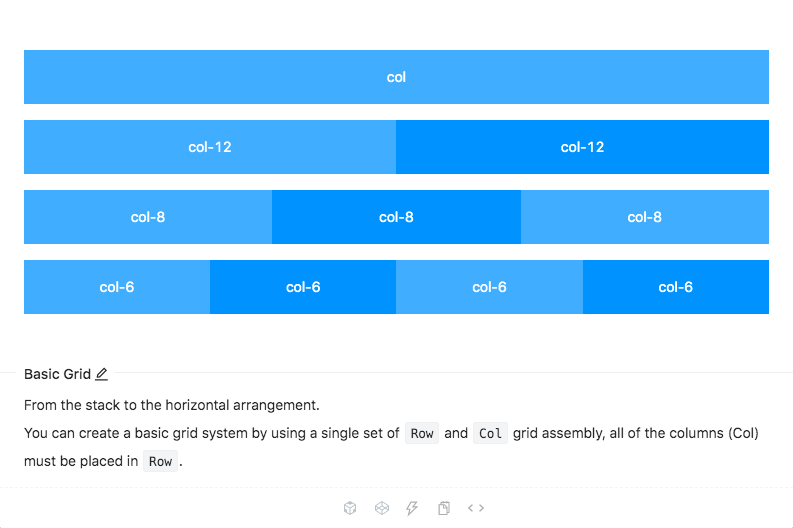 col
col-12 col-12
col-8 col-8 col-8
col-6 col-6 col-6 col-6
Basic Grid
From the stack to the horizontal arrangement.
You can create a basic grid system by using a single set of Row and Col grid assembly, all of the columns (Col)
must be placed in Row .